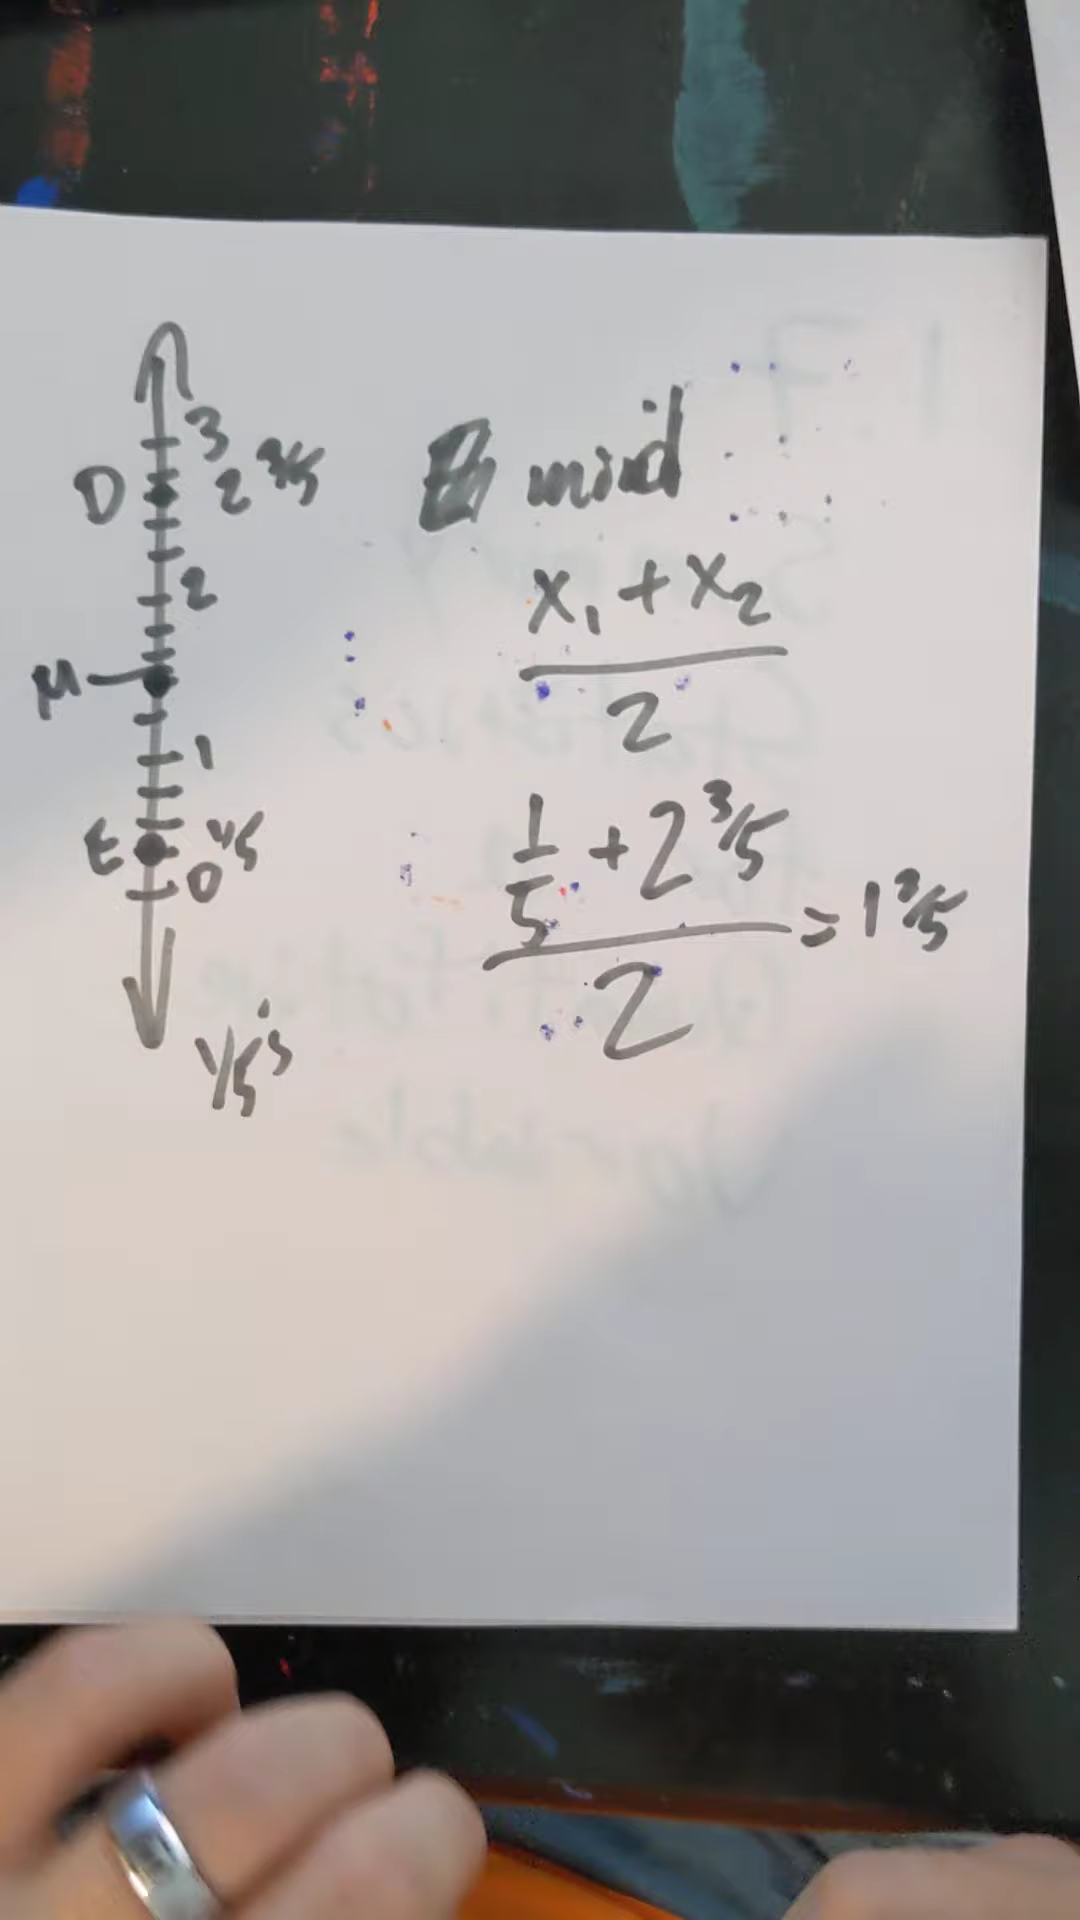 3
D 2 3/5
2
M
1
E 1/5
0
1/5's
mid
x₁ + x₂
2
1/5 + 2 3/5
2
= 1 2/5